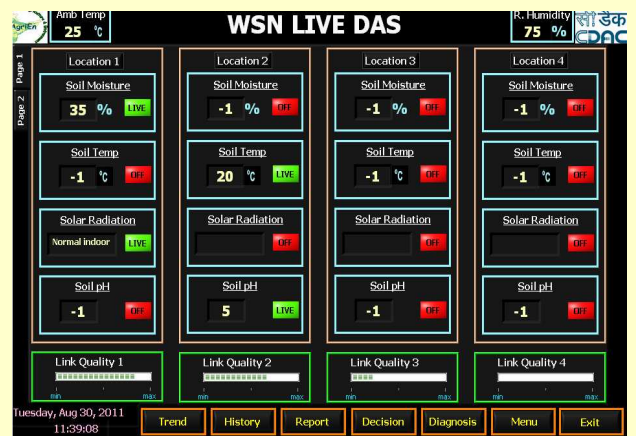 AgriEn
Amb Temp
25 °C
WSN LIVE DAS
R. Humidity
75 %
सी डैक
CDAC
Page 1
Page 2
Location 1
Soil Moisture
35 % LIVE
Soil Temp
-1 °C OFF
Solar Radiation
Normal indoor LIVE
Soil pH
-1 OFF
Location 2
Soil Moisture
-1 % OFF
Soil Temp
20 °C LIVE
Solar Radiation
OFF
Soil pH
5 LIVE
Location 3
Soil Moisture
-1 % OFF
Soil Temp
-1 °C OFF
Solar Radiation
OFF
Soil pH
-1 OFF
Location 4
Soil Moisture
-1 % OFF
Soil Temp
-1 °C OFF
Solar Radiation
OFF
Soil pH
-1 OFF
Link Quality 1
min max
Link Quality 2
min max
Link Quality 3
min max
Link Quality 4
min max
Tuesday, Aug 30, 2011
11:39:08
Trend History Report Decision Diagnosis Menu Exit